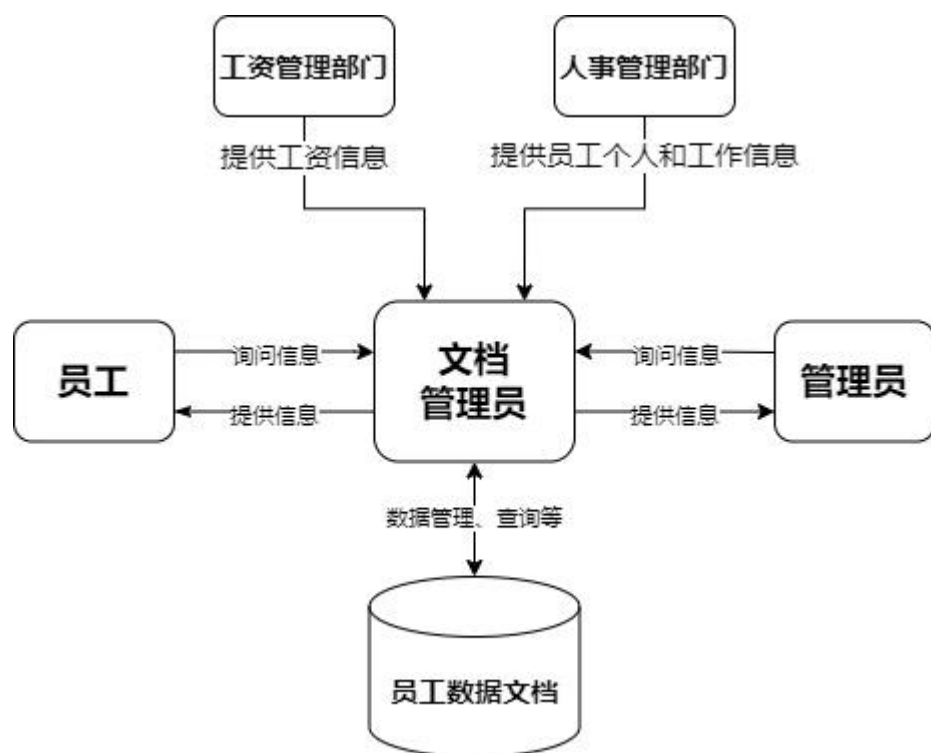 工资管理部门
人事管理部门
提供工资信息
提供员工个人和工作信息
员工
询问信息
提供信息
文档
管理员
询问信息
提供信息
管理员
数据管理、查询等
员工数据文档